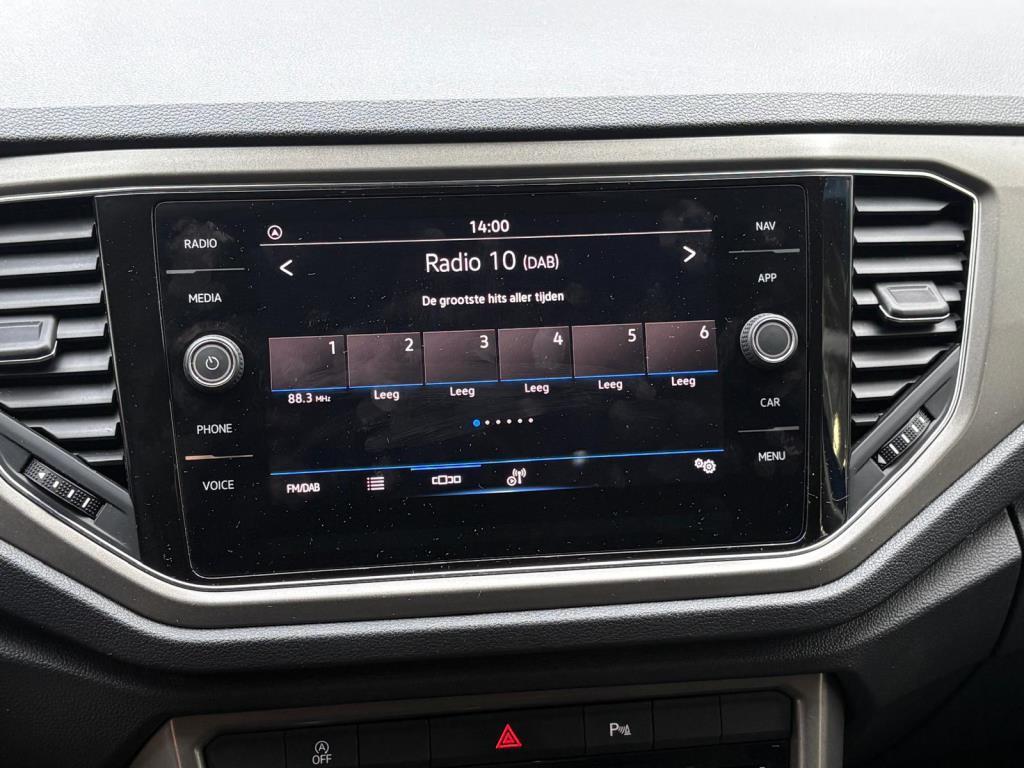 14:00
RADIO
MEDIA
PHONE
VOICE
< Radio 10 (DAB) >
De grootste hits aller tijden
1 2 3 4 5 6
88.3 MHz Leeg Leeg Leeg Leeg Leeg
FM/DAB
NAV
APP
CAR
MENU
A
OFF
P